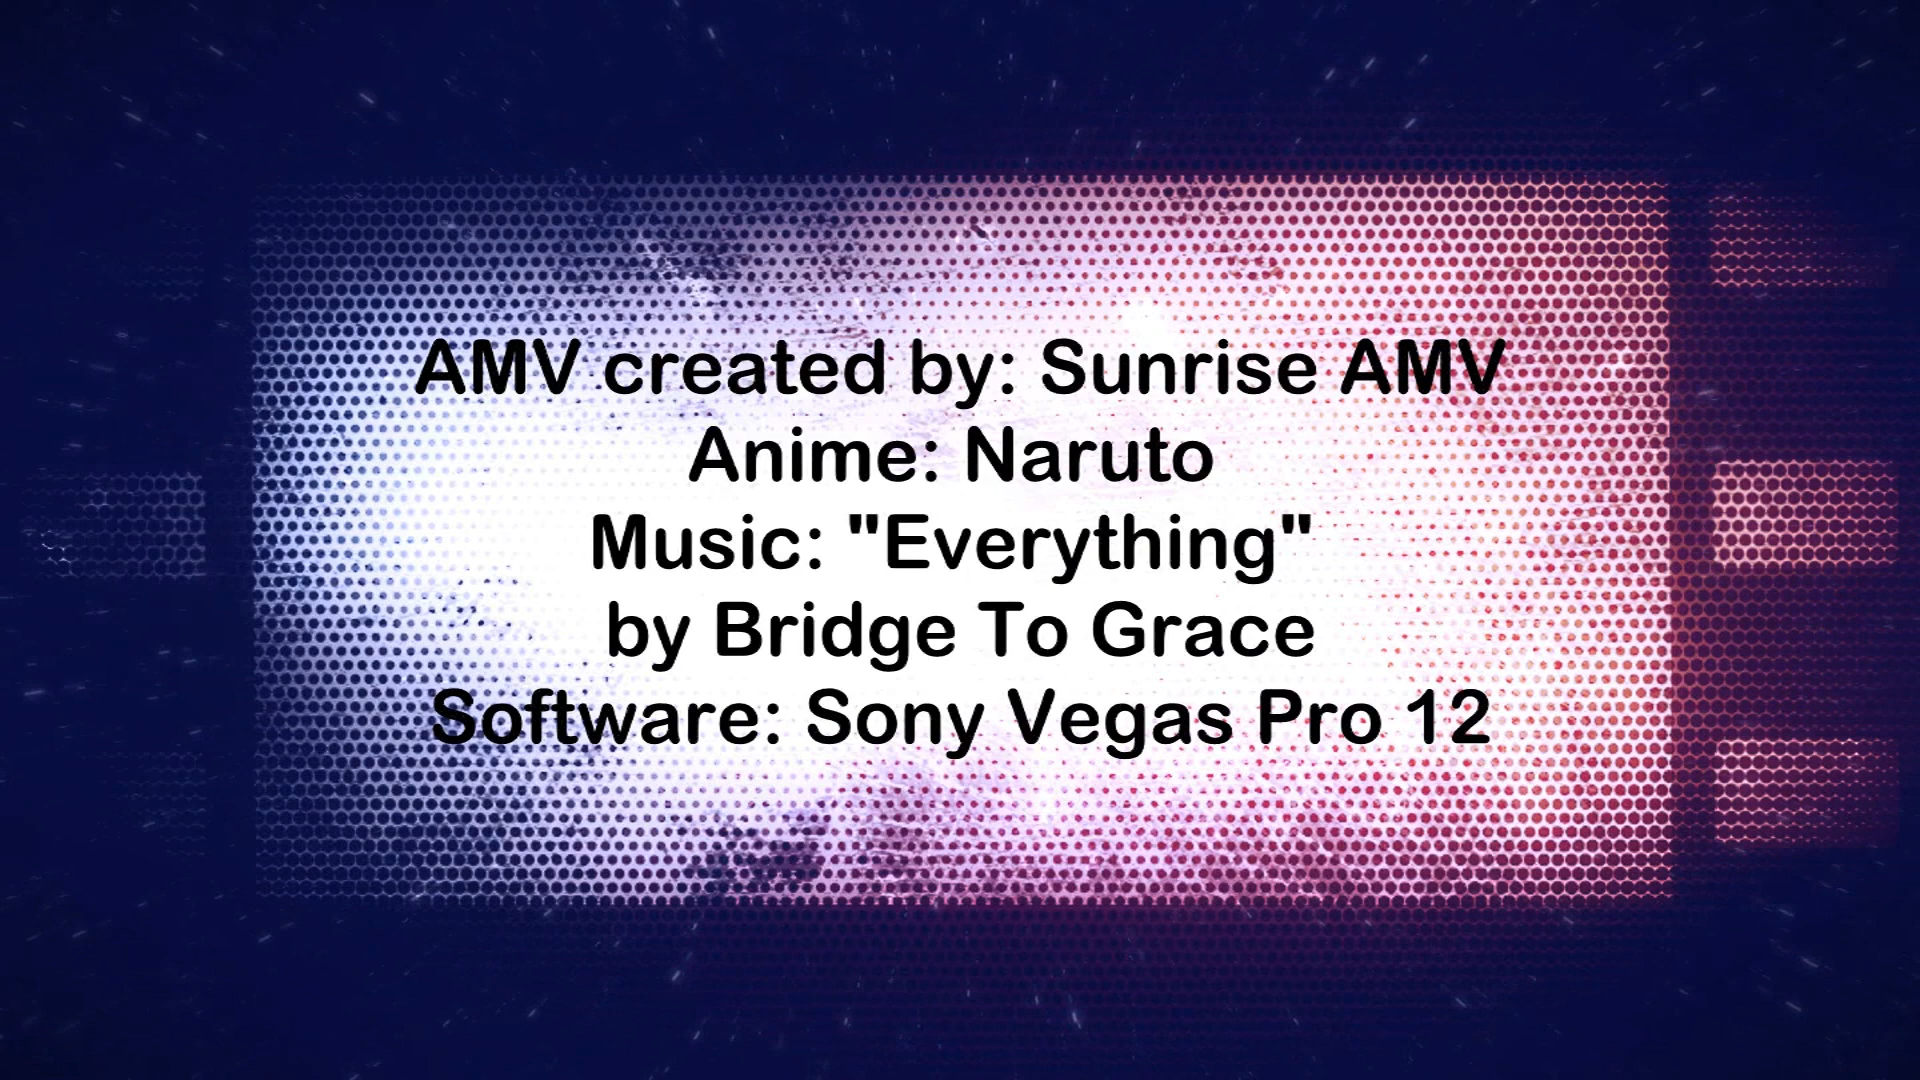 AMV created by: Sunrise AMV
Anime: Naruto
Music: "Everything"
by Bridge To Grace
Software: Sony Vegas Pro 12